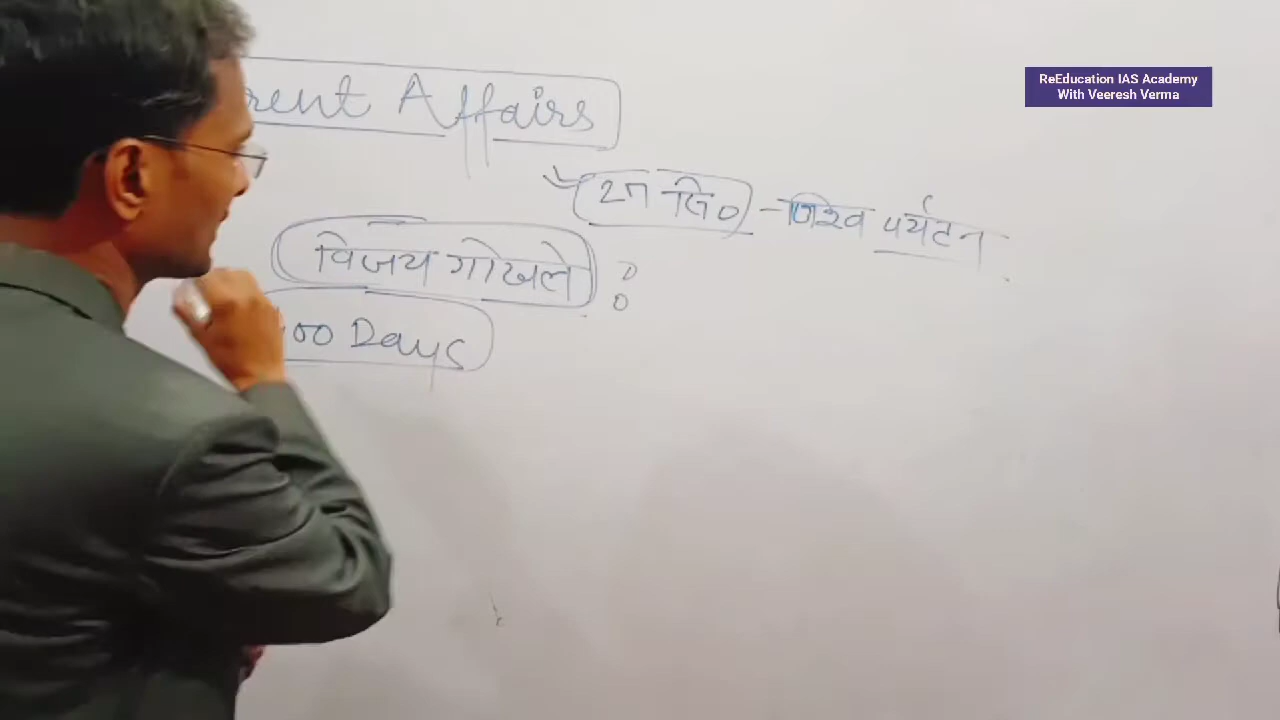 rent Affairs
ReEducation IAS Academy
With Veeresh Verma
27 सि० - विश्व पर्यटन
विजय गोखले :
00 Days